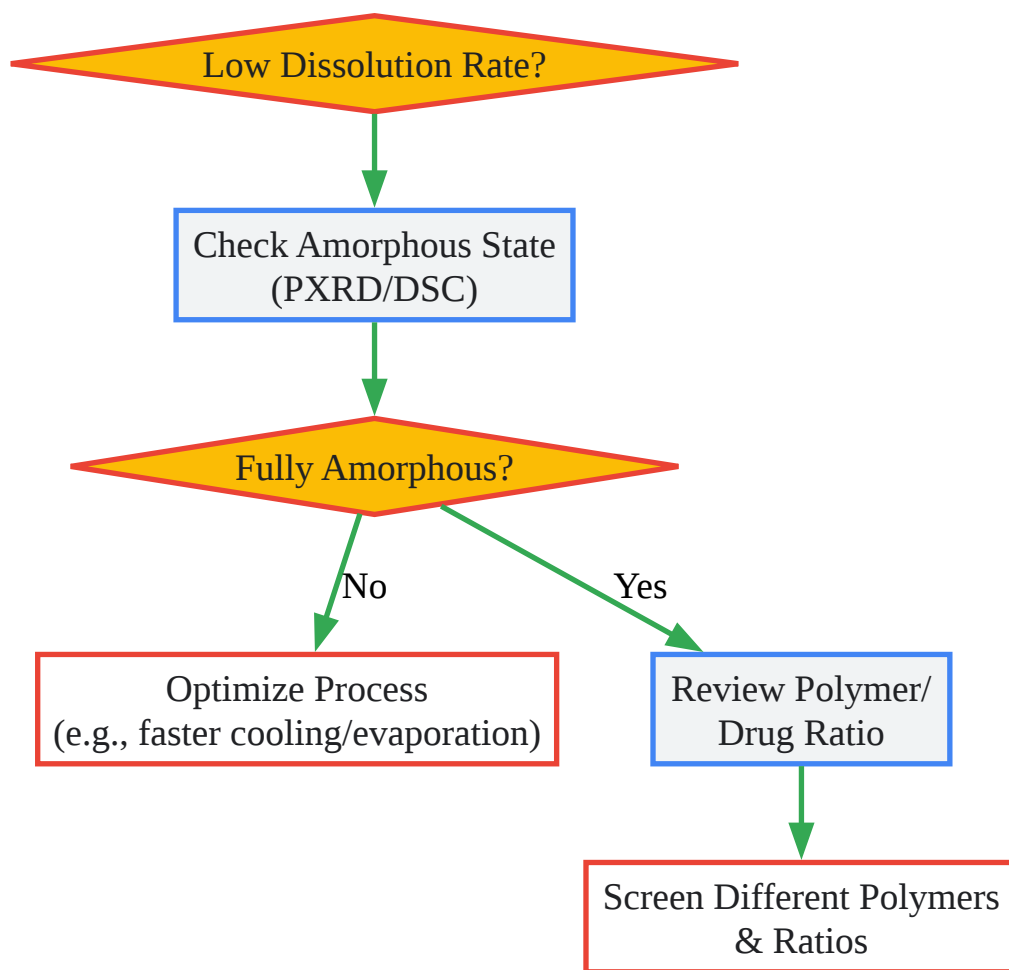 Low Dissolution Rate?
Check Amorphous State
(PXRD/DSC)
Fully Amorphous?
No
Yes
Optimize Process
(e.g., faster cooling/evaporation)
Review Polymer/
Drug Ratio
Screen Different Polymers
& Ratios